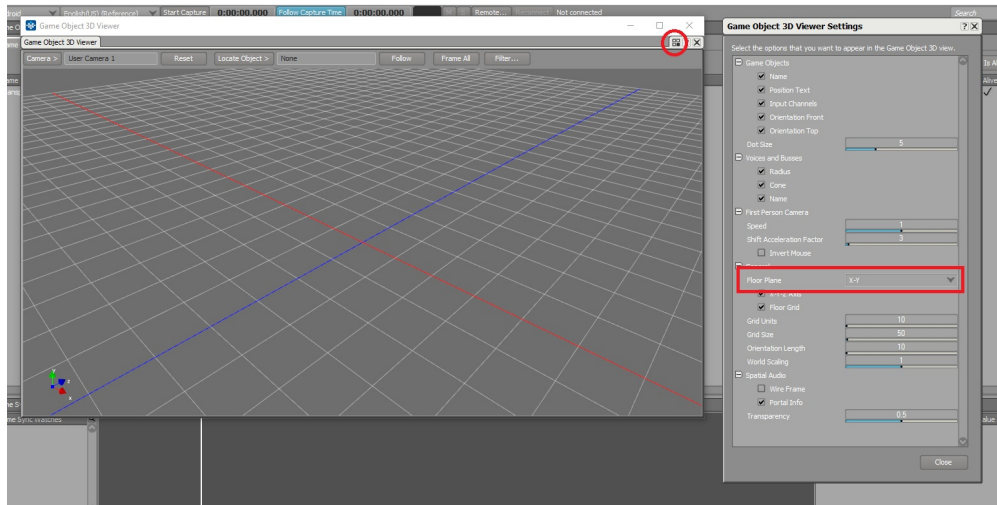 English(US) (Reference)
Start Capture
0:00:00.000
Follow Capture Time
0:00:00.000
M
S
Remote...
Not connected
Search
Game Object 3D Viewer
Game Object 3D Viewer
Camera >
User Camera 1
Reset
Locate Object >
None
Follow
Frame All
Filter...
y
z
x
Game Object 3D Viewer Settings
Select the options that you want to appear in the Game Object 3D view.
Game Objects
Name
Position Text
Input Channels
Orientation Front
Orientation Top
Dot Size 5
Voices and Busses
Radius
Cone
Name
First Person Camera
Speed 1
Shift Acceleration Factor 3
Invert Mouse
Floor Plane X-Y
X-Y-Z Axis
Floor Grid
Grid Units 10
Grid Size 50
Orientation Length 10
World Scaling 1
Spatial Audio
Wire Frame
Portal Info
Transparency 0.5
Close